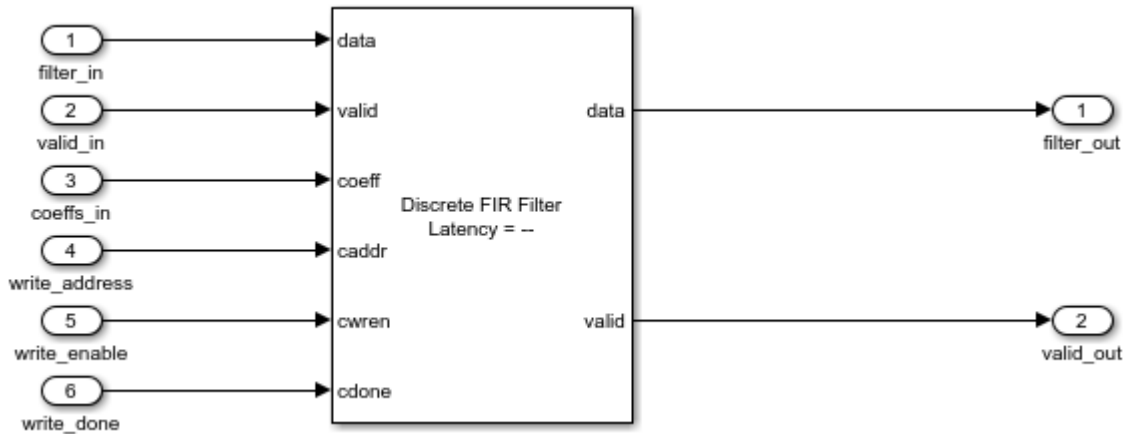 1
filter_in
2
valid_in
3
coeffs_in
4
write_address
5
write_enable
6
write_done
data
valid
coeff
caddr
cwren
cdone
Discrete FIR Filter
Latency = --
data
valid
1
filter_out
2
valid_out